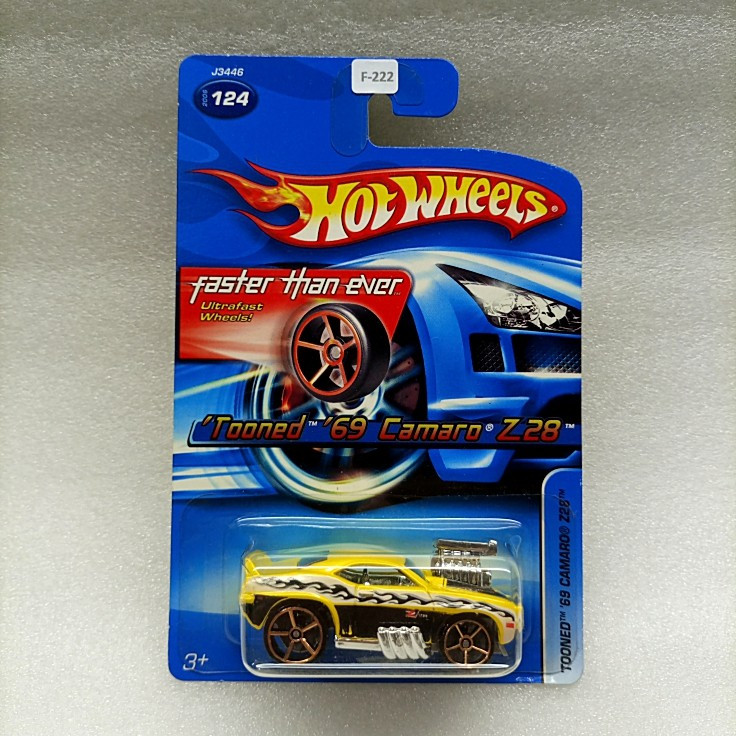 J3446
F-222
2006
124
HOT WHEELS®
faster than ever...
Ultrafast
Wheels!
'Tooned™ '69 Camaro® Z28™
TOONED™ '69 CAMARO® Z28™
3+